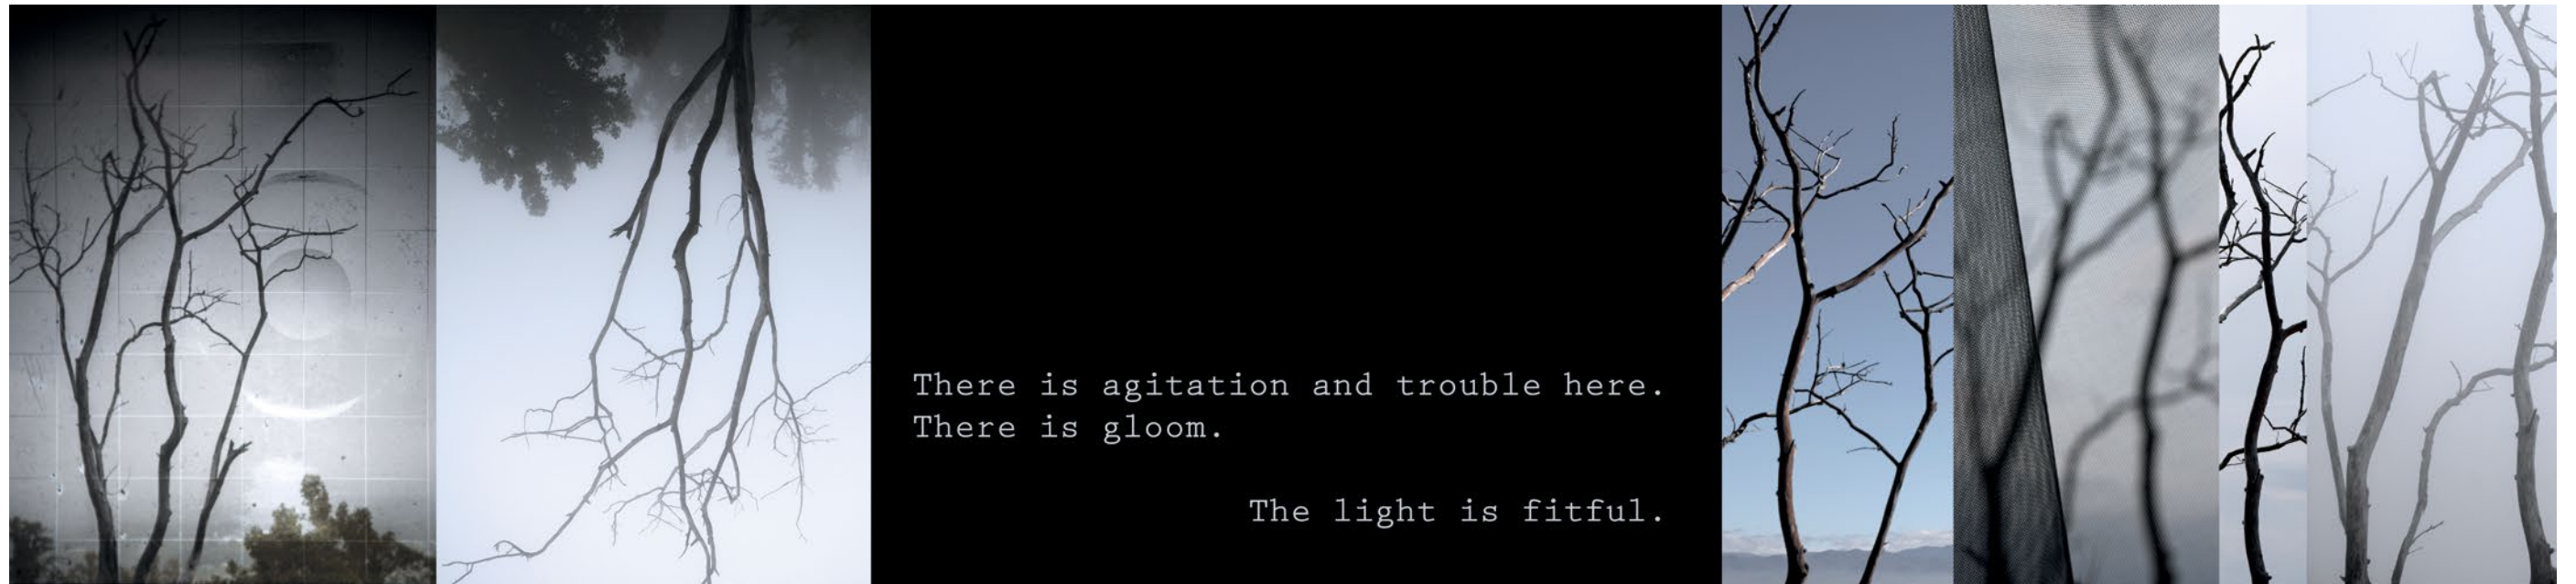 There is agitation and trouble here.
There is gloom.
The light is fitful.